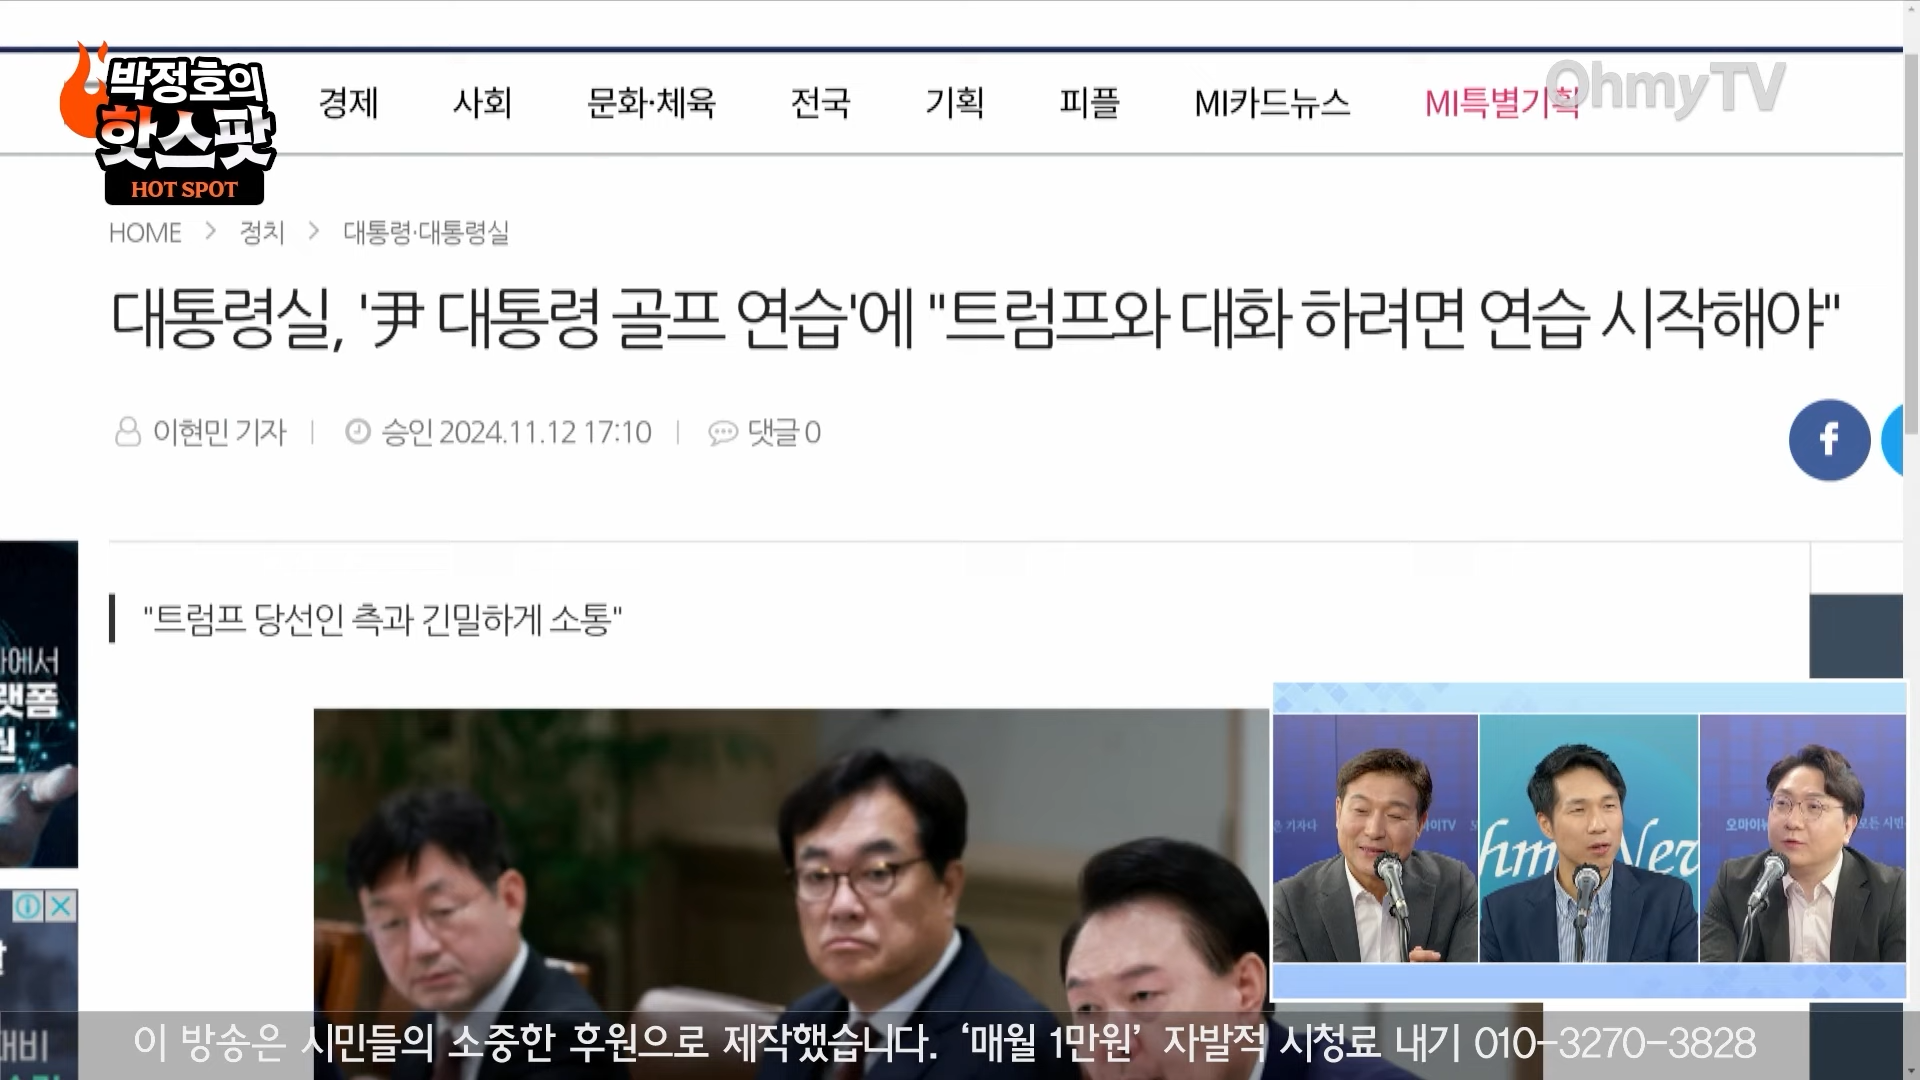 박정호의
핫스팟
HOT SPOT
경제 사회 문화·체육 전국 기획 피플 MI카드뉴스 MI특별기획
OhmyTV
HOME > 정치 > 대통령·대통령실
대통령실, '尹 대통령 골프 연습'에 "트럼프와 대화 하려면 연습 시작해야"
이현민 기자 | 승인 2024.11.12 17:10 | 댓글 0
f
"트럼프 당선인 측과 긴밀하게 소통"
이 방송은 시민들의 소중한 후원으로 제작했습니다. ‘매월 1만원’ 자발적 시청료 내기 010-3270-3828